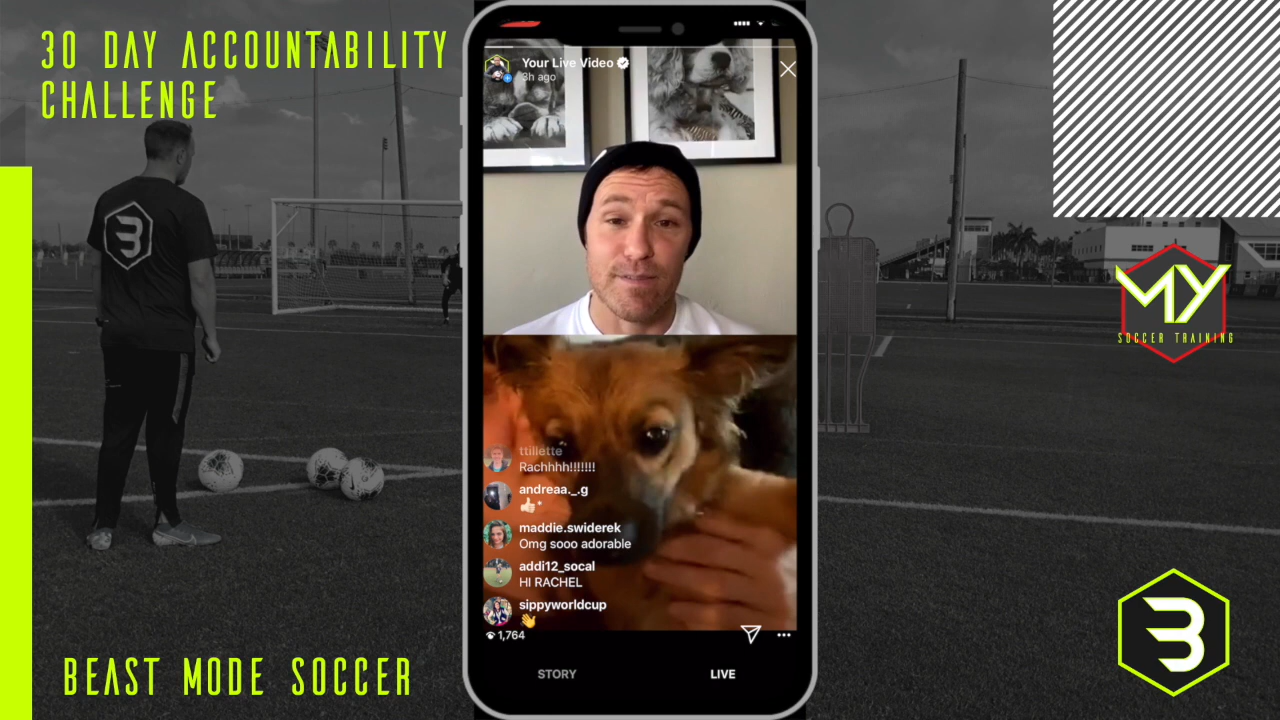 30 DAY ACCOUNTABILITY
CHALLENGE
Your Live Video
3h ago
MY
SOCCER TRAINING
ttillette
Rachhhh!!!!!!!
andreaa._.g
👍🏻*
maddie.swiderek
Omg sooo adorable
addi12_socal
HI RACHEL
sippyworldcup
👋
1,764
STORY
LIVE
BEAST MODE SOCCER